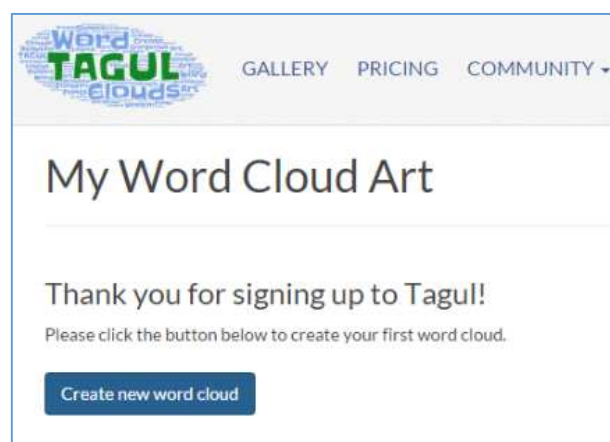 Word
TAGUL
Clouds
GALLERY PRICING COMMUNITY
My Word Cloud Art
Thank you for signing up to Tagul!
Please click the button below to create your first word cloud.
Create new word cloud